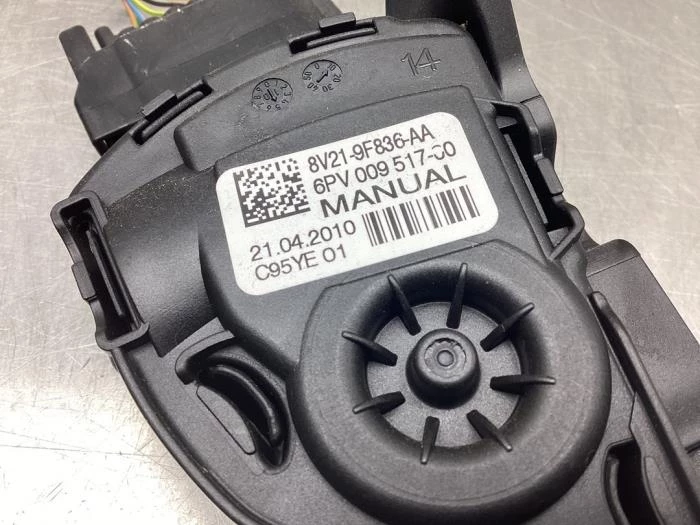 14
8V21-9F836-AA
6PV 009 517-00
MANUAL
21.04.2010
C95YE 01